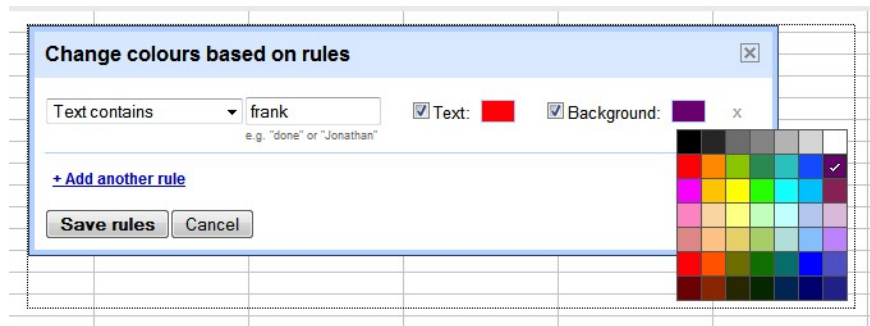 Change colours based on rules
Text contains frank Text: Background: x
e.g. "done" or "Jonathan"
+ Add another rule
Save rules Cancel